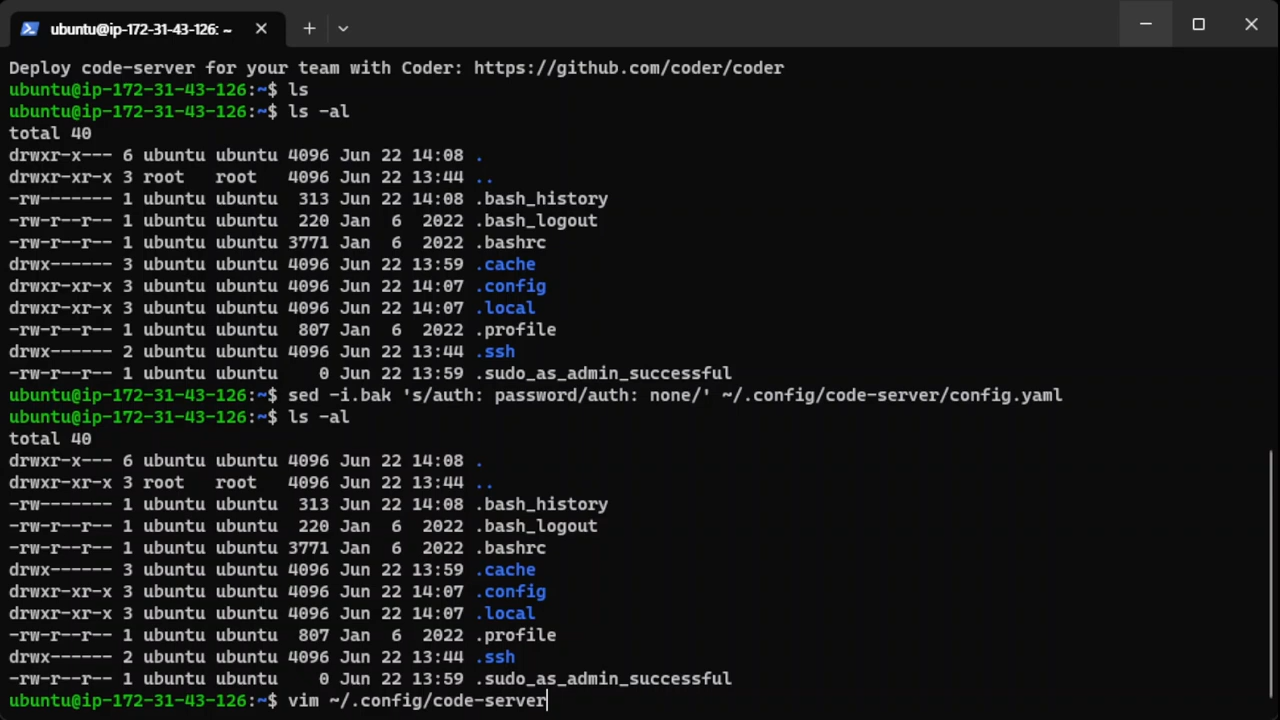 ubuntu@ip-172-31-43-126: ~
Deploy code-server for your team with Coder: https://github.com/coder/coder
ubuntu@ip-172-31-43-126:~$ ls
ubuntu@ip-172-31-43-126:~$ ls -al
total 40
drwxr-x--- 6 ubuntu ubuntu 4096 Jun 22 14:08 .
drwxr-xr-x 3 root   root   4096 Jun 22 13:44 ..
-rw------- 1 ubuntu ubuntu  313 Jun 22 14:08 .bash_history
-rw-r--r-- 1 ubuntu ubuntu  220 Jan  6  2022 .bash_logout
-rw-r--r-- 1 ubuntu ubuntu 3771 Jan  6  2022 .bashrc
drwx------ 3 ubuntu ubuntu 4096 Jun 22 13:59 .cache
drwxr-xr-x 3 ubuntu ubuntu 4096 Jun 22 14:07 .config
drwxr-xr-x 3 ubuntu ubuntu 4096 Jun 22 14:07 .local
-rw-r--r-- 1 ubuntu ubuntu  807 Jan  6  2022 .profile
drwx------ 2 ubuntu ubuntu 4096 Jun 22 13:44 .ssh
-rw-r--r-- 1 ubuntu ubuntu    0 Jun 22 13:59 .sudo_as_admin_successful
ubuntu@ip-172-31-43-126:~$ sed -i.bak 's/auth: password/auth: none/' ~/.config/code-server/config.yaml
ubuntu@ip-172-31-43-126:~$ ls -al
total 40
drwxr-x--- 6 ubuntu ubuntu 4096 Jun 22 14:08 .
drwxr-xr-x 3 root   root   4096 Jun 22 13:44 ..
-rw------- 1 ubuntu ubuntu  313 Jun 22 14:08 .bash_history
-rw-r--r-- 1 ubuntu ubuntu  220 Jan  6  2022 .bash_logout
-rw-r--r-- 1 ubuntu ubuntu 3771 Jan  6  2022 .bashrc
drwx------ 3 ubuntu ubuntu 4096 Jun 22 13:59 .cache
drwxr-xr-x 3 ubuntu ubuntu 4096 Jun 22 14:07 .config
drwxr-xr-x 3 ubuntu ubuntu 4096 Jun 22 14:07 .local
-rw-r--r-- 1 ubuntu ubuntu  807 Jan  6  2022 .profile
drwx------ 2 ubuntu ubuntu 4096 Jun 22 13:44 .ssh
-rw-r--r-- 1 ubuntu ubuntu    0 Jun 22 13:59 .sudo_as_admin_successful
ubuntu@ip-172-31-43-126:~$ vim ~/.config/code-server